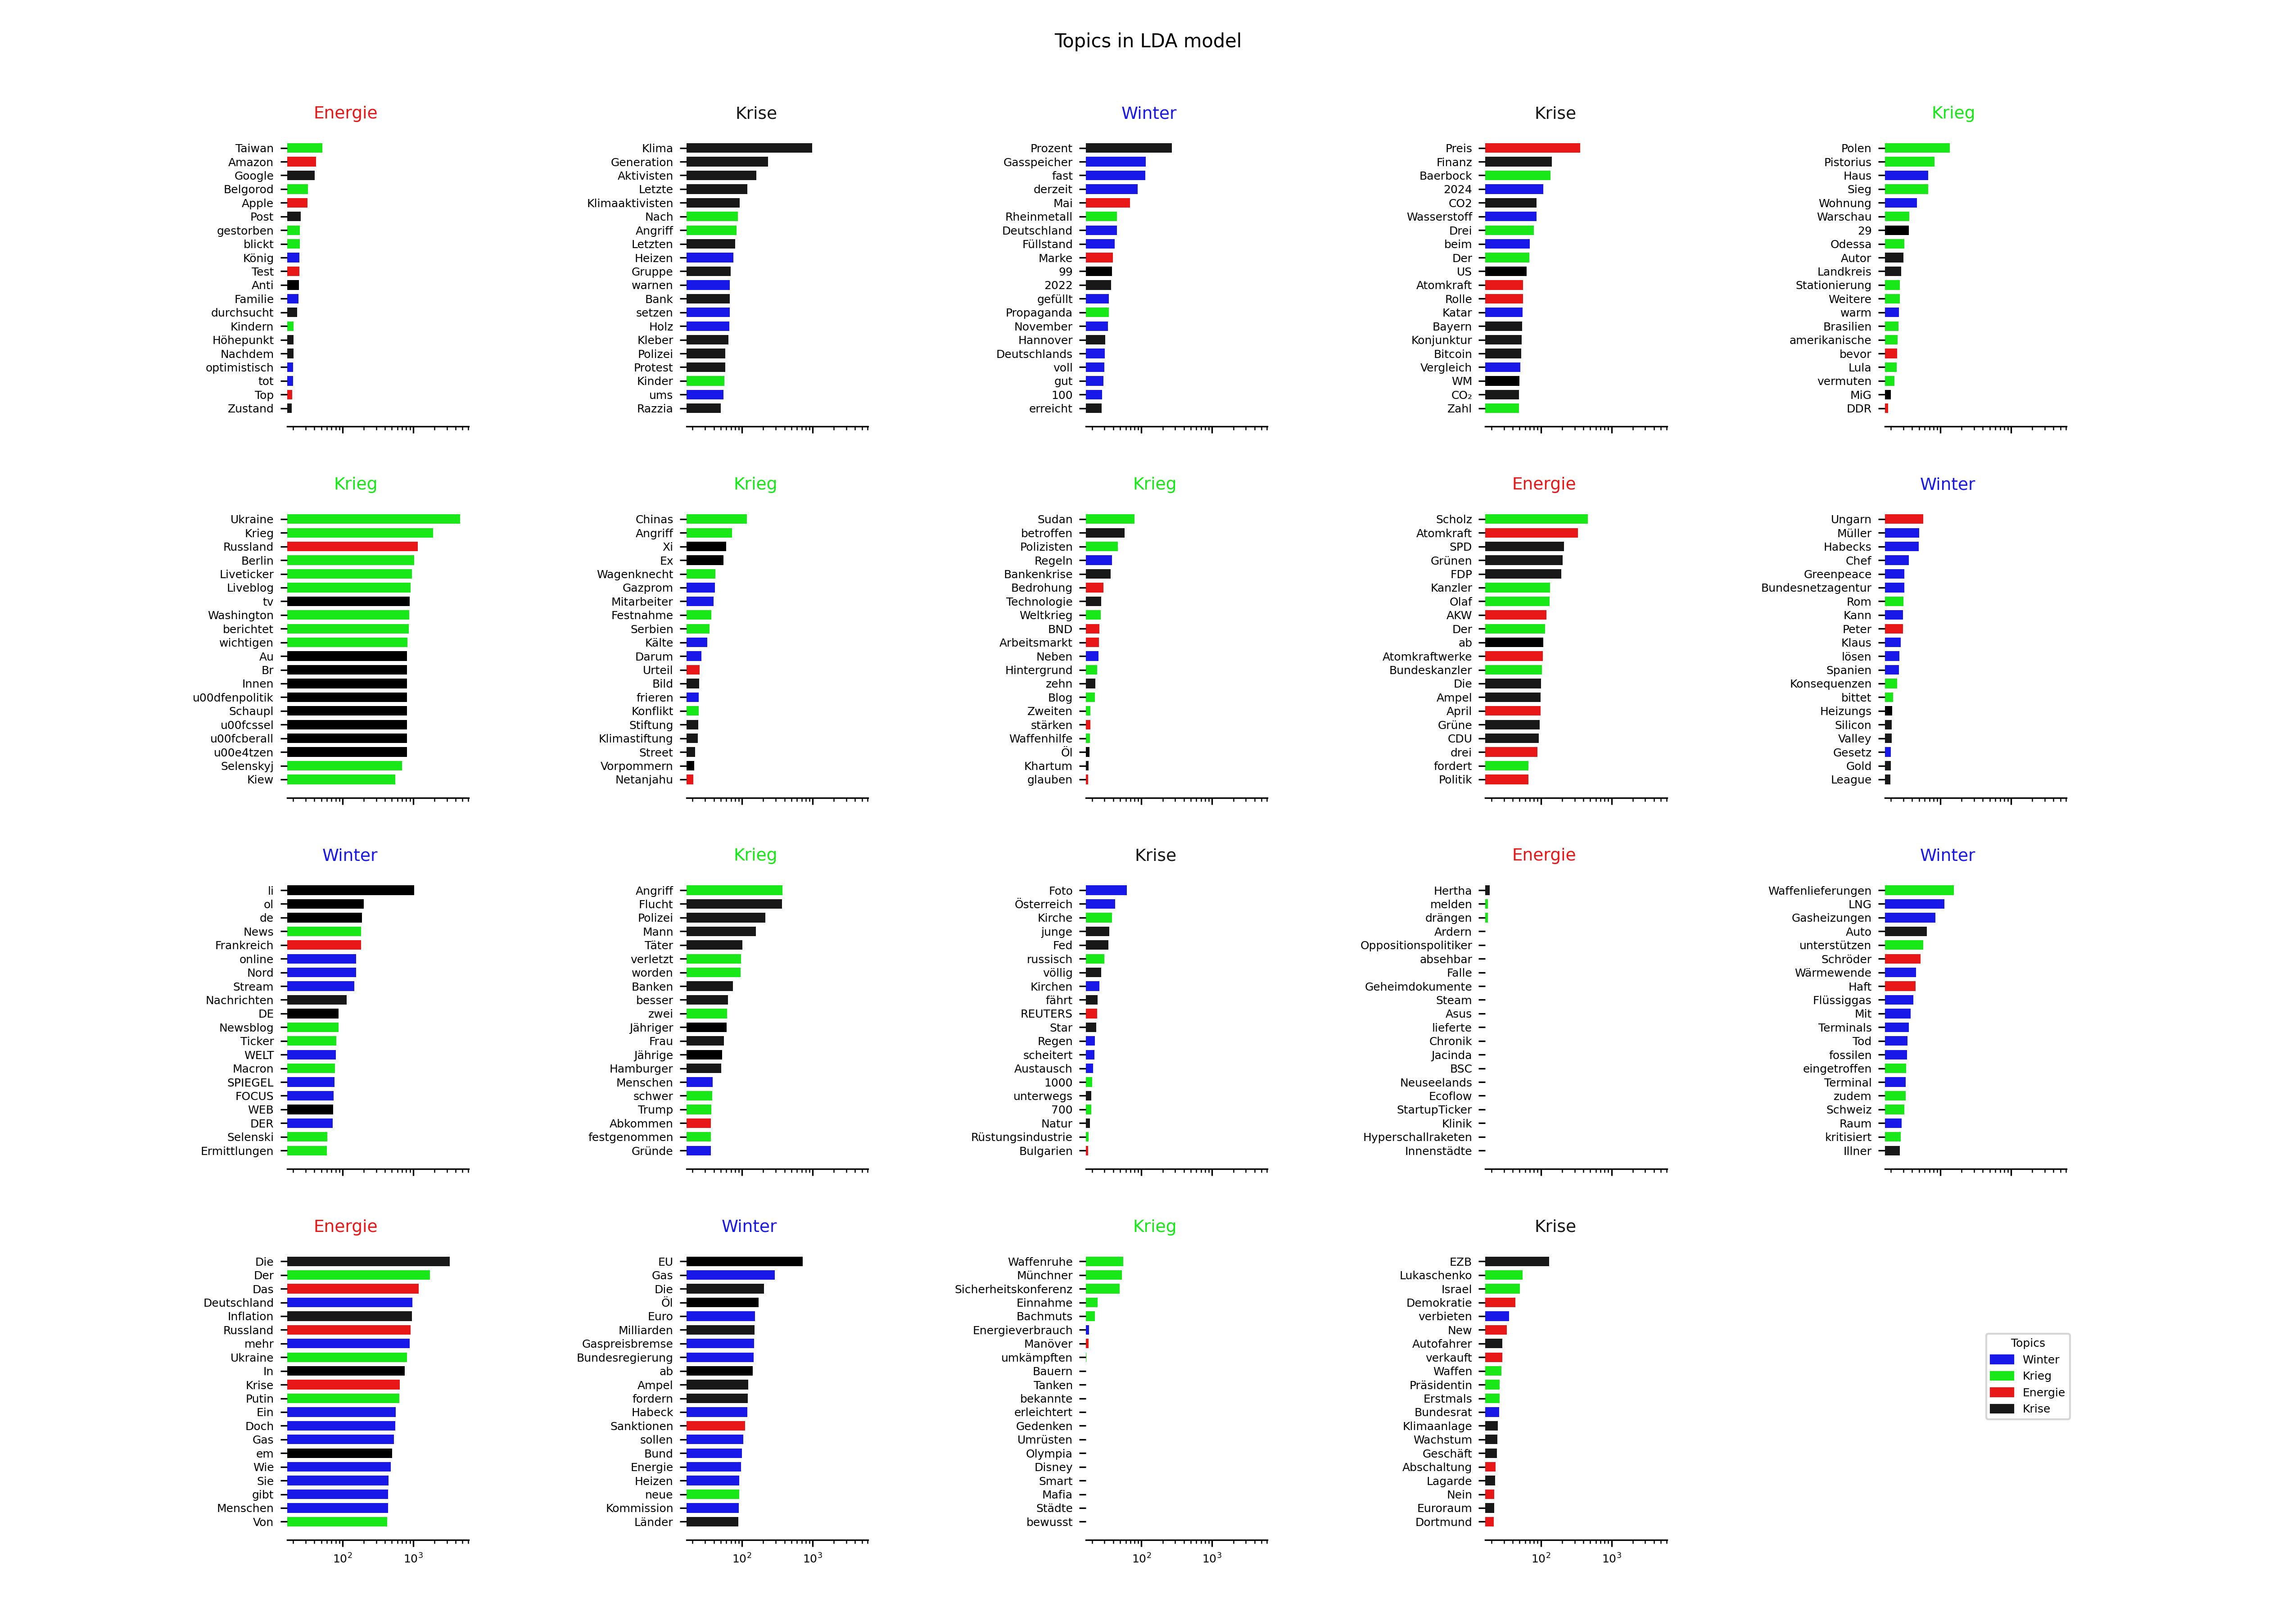 Topics in LDA model
Energie
Taiwan
Amazon
Google
Belgorod
Apple
Post
gestorben
blickt
König
Test
Anti
Familie
durchsucht
Kindern
Höhepunkt
Nachdem
optimistisch
tot
Top
Zustand
Krise
Klima
Generation
Aktivisten
Letzte
Klimaaktivisten
Nach
Angriff
Letzten
Heizen
Gruppe
warnen
Bank
setzen
Holz
Kleber
Polizei
Protest
Kinder
ums
Razzia
Winter
Prozent
Gasspeicher
fast
derzeit
Mai
Rheinmetall
Deutschland
Füllstand
Marke
99
2022
gefüllt
Propaganda
November
Hannover
Deutschlands
voll
gut
100
erreicht
Krise
Preis
Finanz
Baerbock
2024
CO2
Wasserstoff
Drei
beim
Der
US
Atomkraft
Rolle
Katar
Bayern
Konjunktur
Bitcoin
Vergleich
WM
CO₂
Zahl
Krieg
Polen
Pistorius
Haus
Sieg
Wohnung
Warschau
29
Odessa
Autor
Landkreis
Stationierung
Weitere
warm
Brasilien
amerikanische
bevor
Lula
vermuten
MiG
DDR
Krieg
Ukraine
Krieg
Russland
Berlin
Liveticker
Liveblog
tv
Washington
berichtet
wichtigen
Au
Br
Innen
u00dfenpolitik
Schaupl
u00fcssel
u00fcberall
u00e4tzen
Selenskyj
Kiew
Krieg
Chinas
Angriff
Xi
Ex
Wagenknecht
Gazprom
Mitarbeiter
Festnahme
Serbien
Kälte
Darum
Urteil
Bild
frieren
Konflikt
Stiftung
Klimastiftung
Street
Vorpommern
Netanjahu
Krieg
Sudan
betroffen
Polizisten
Regeln
Bankenkrise
Bedrohung
Technologie
Weltkrieg
BND
Arbeitsmarkt
Neben
Hintergrund
zehn
Blog
Zweiten
stärken
Waffenhilfe
Öl
Khartum
glauben
Energie
Scholz
Atomkraft
SPD
Grünen
FDP
Kanzler
Olaf
AKW
Der
ab
Atomkraftwerke
Bundeskanzler
Die
Ampel
April
Grüne
CDU
drei
fordert
Politik
Winter
Ungarn
Müller
Habecks
Chef
Greenpeace
Bundesnetzagentur
Rom
Kann
Peter
Klaus
lösen
Spanien
Konsequenzen
bittet
Heizungs
Silicon
Valley
Gesetz
Gold
League
Winter
li
ol
de
News
Frankreich
online
Nord
Stream
Nachrichten
DE
Newsblog
Ticker
WELT
Macron
SPIEGEL
FOCUS
WEB
DER
Selenski
Ermittlungen
Krieg
Angriff
Flucht
Polizei
Mann
Täter
verletzt
worden
Banken
besser
zwei
Jähriger
Frau
Jährige
Hamburger
Menschen
schwer
Trump
Abkommen
festgenommen
Gründe
Krise
Foto
Österreich
Kirche
junge
Fed
russisch
völlig
Kirchen
fährt
REUTERS
Star
Regen
scheitert
Austausch
1000
unterwegs
700
Natur
Rüstungsindustrie
Bulgarien
Energie
Hertha
melden
drängen
Ardern
Oppositionspolitiker
absehbar
Falle
Geheimdokumente
Steam
Asus
lieferte
Chronik
Jacinda
BSC
Neuseelands
Ecoflow
StartupTicker
Klinik
Hyperschallraketen
Innenstädte
Winter
Waffenlieferungen
LNG
Gasheizungen
Auto
unterstützen
Schröder
Wärmewende
Haft
Flüssiggas
Mit
Terminals
Tod
fossilen
eingetroffen
Terminal
zudem
Schweiz
Raum
kritisiert
Illner
Energie
Die
Der
Das
Deutschland
Inflation
Russland
mehr
Ukraine
In
Krise
Putin
Ein
Doch
Gas
em
Wie
Sie
gibt
Menschen
Von
10² 10³
Winter
EU
Gas
Die
Öl
Euro
Milliarden
Gaspreisbremse
Bundesregierung
ab
Ampel
fordern
Habeck
Sanktionen
sollen
Bund
Energie
Heizen
neue
Kommission
Länder
10² 10³
Krieg
Waffenruhe
Münchner
Sicherheitskonferenz
Einnahme
Bachmuts
Energieverbrauch
Manöver
umkämpften
Bauern
Tanken
bekannte
erleichtert
Gedenken
Umrüsten
Olympia
Disney
Smart
Mafia
Städte
bewusst
10² 10³
Krise
EZB
Lukaschenko
Israel
Demokratie
verbieten
New
Autofahrer
verkauft
Waffen
Präsidentin
Erstmals
Bundesrat
Klimaanlage
Wachstum
Geschäft
Abschaltung
Lagarde
Nein
Euroraum
Dortmund
10² 10³
Topics
Winter
Krieg
Energie
Krise